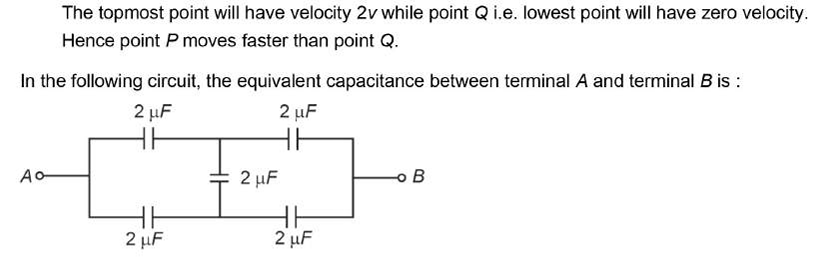 The topmost point will have velocity 2v while point Q i.e. lowest point will have zero velocity.
Hence point P moves faster than point Q.
In the following circuit, the equivalent capacitance between terminal A and terminal B is :
2 μF 2 μF
A 2 μF B
2 μF 2 μF